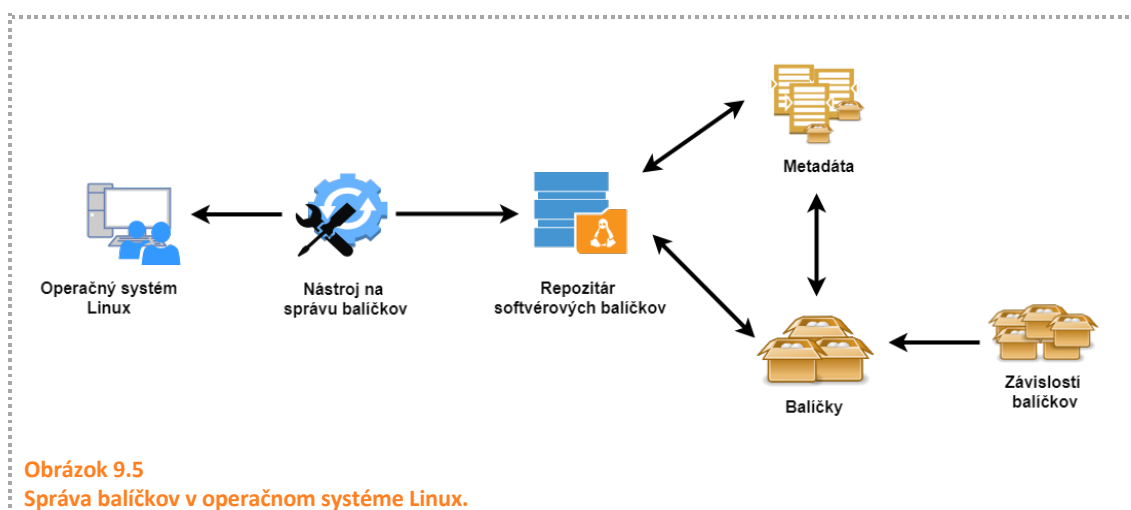 Metadáta
Operačný systém
Linux
Nástroj na
správu balíčkov
Repozitár
softvérových balíčkov
Balíčky
Závislostí
balíčkov
Obrázok 9.5
Správa balíčkov v operačnom systéme Linux.